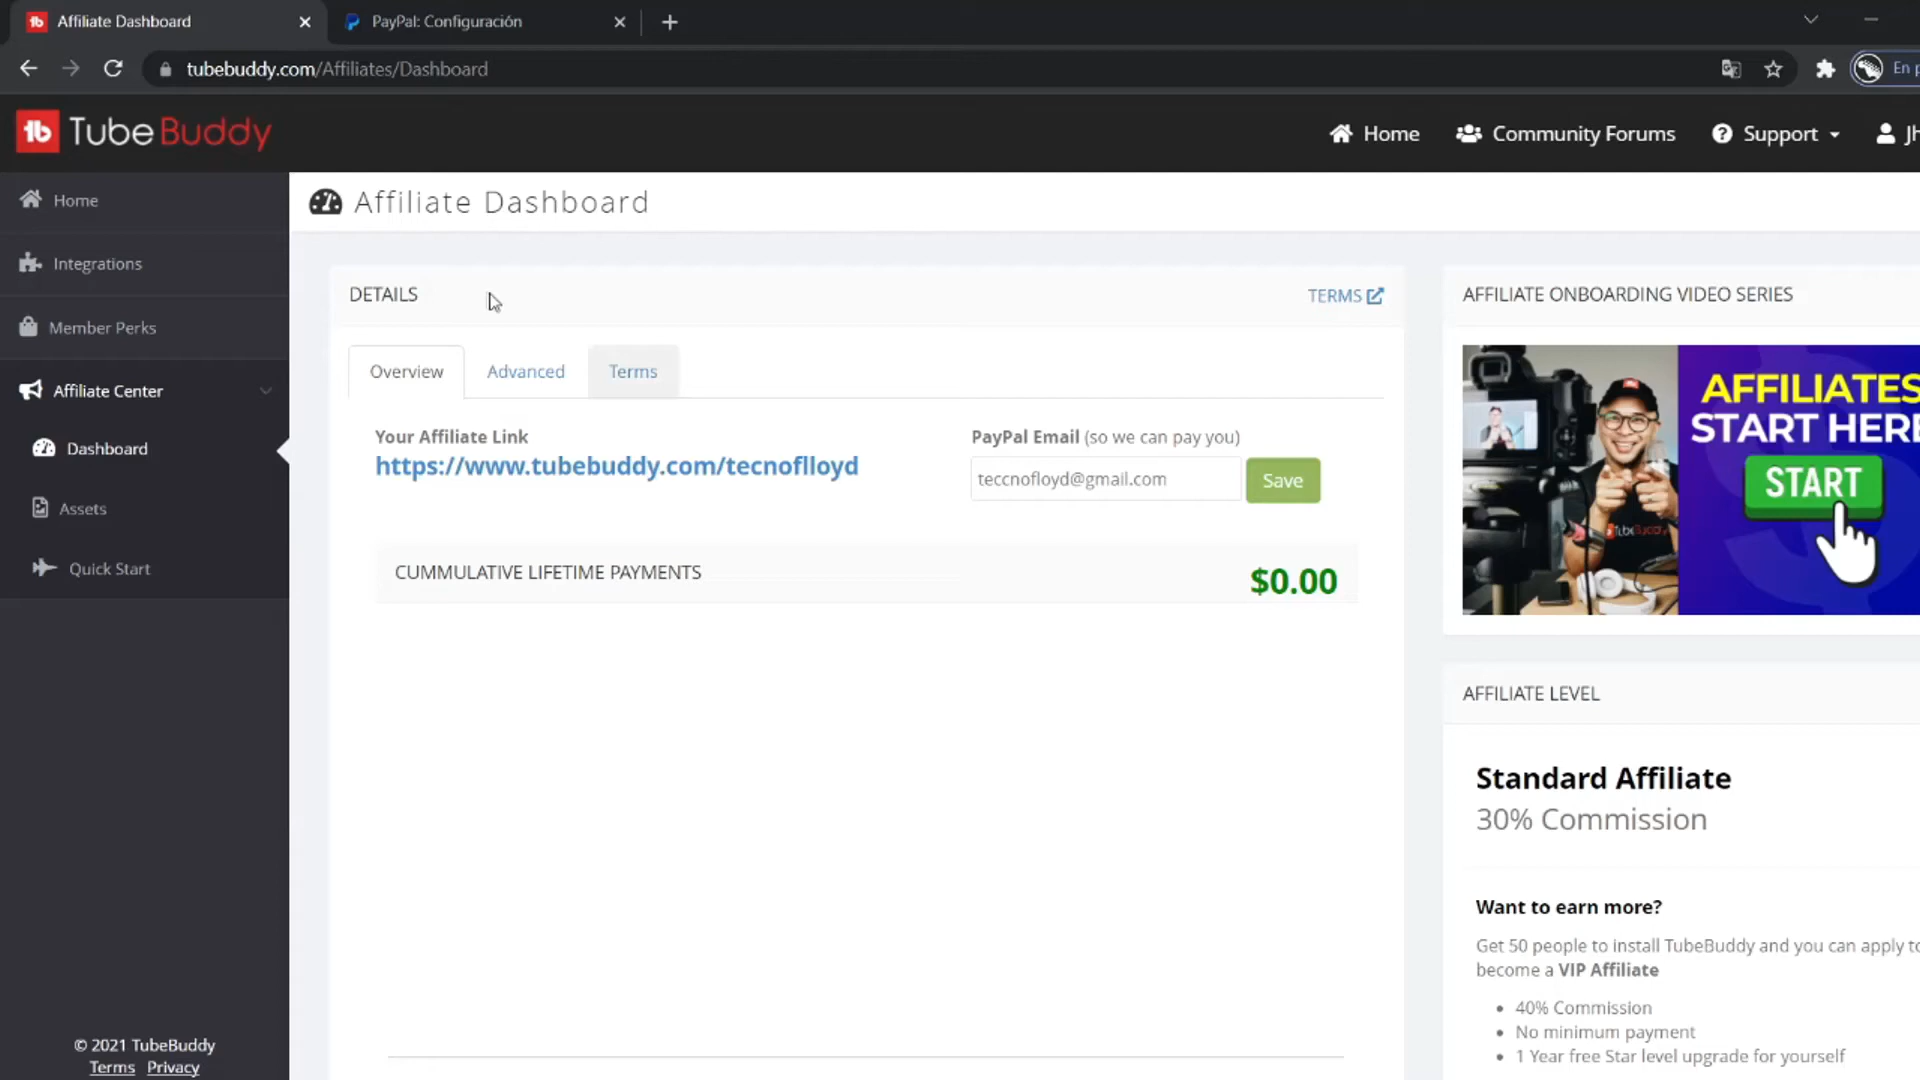 Affiliate Dashboard
PayPal: Configuración
tubebuddy.com/Affiliates/Dashboard
En p
tb TubeBuddy
Home
Community Forums
Support
Jh
Home
Integrations
Member Perks
Affiliate Center
Dashboard
Assets
Quick Start
© 2021 TubeBuddy
Terms Privacy
Affiliate Dashboard
DETAILS
TERMS
Overview
Advanced
Terms
Your Affiliate Link
https://www.tubebuddy.com/tecnoflloyd
PayPal Email (so we can pay you)
teccnofloyd@gmail.com
Save
CUMMULATIVE LIFETIME PAYMENTS
$0.00
AFFILIATE ONBOARDING VIDEO SERIES
AFFILIATES
START HERE
START
TubeBuddy
AFFILIATE LEVEL
Standard Affiliate
30% Commission
Want to earn more?
Get 50 people to install TubeBuddy and you can apply to
become a VIP Affiliate
• 40% Commission
• No minimum payment
• 1 Year free Star level upgrade for yourself